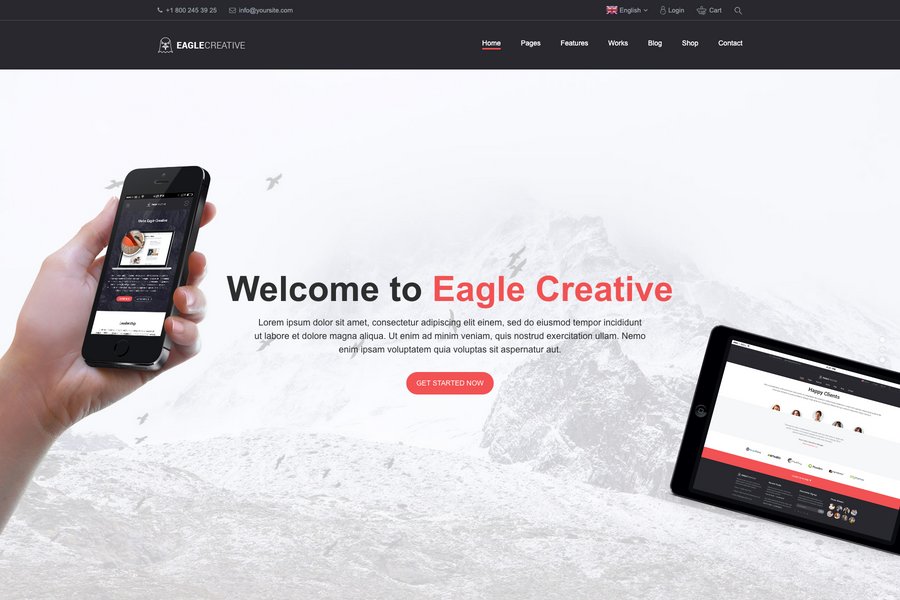 +1 800 245 39 25
info@yoursite.com
English
Login
Cart
EAGLECREATIVE
Home
Pages
Features
Works
Blog
Shop
Contact
Welcome to Eagle Creative
Lorem ipsum dolor sit amet, consectetur adipiscing elit einem, sed do eiusmod tempor incididunt
ut labore et dolore magna aliqua. Ut enim ad minim veniam, quis nostrud exercitation ullam. Nemo
enim ipsam voluptatem quia voluptas sit aspernatur aut.
GET STARTED NOW
Leadership
Happy Clients